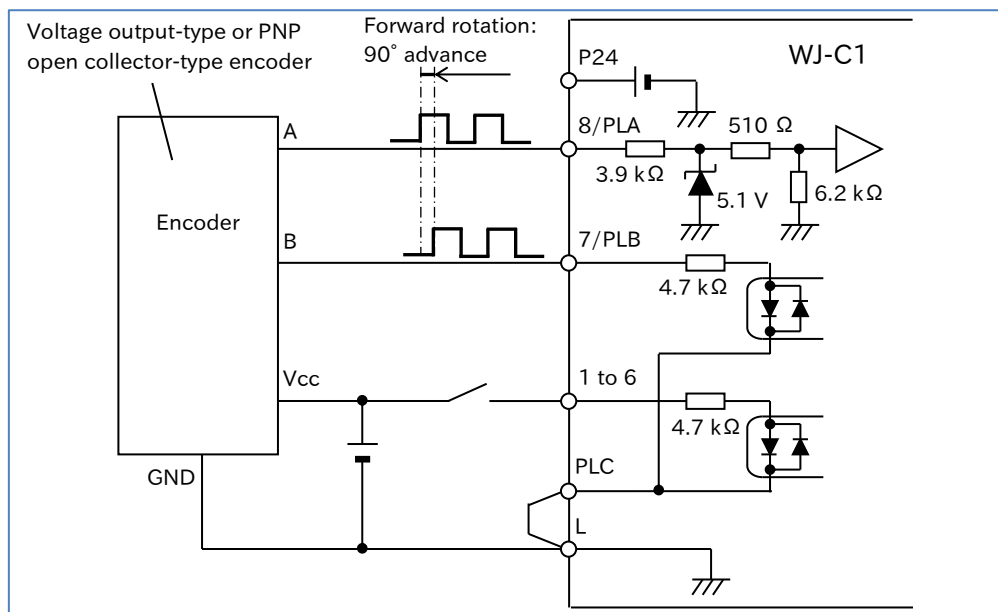 Voltage output-type or PNP
open collector-type encoder
Forward rotation:
90° advance
WJ-C1
P24
A
8/PLA
510 Ω
3.9 kΩ
5.1 V
6.2 kΩ
Encoder
B
7/PLB
4.7 kΩ
Vcc
1 to 6
4.7 kΩ
GND
PLC
L